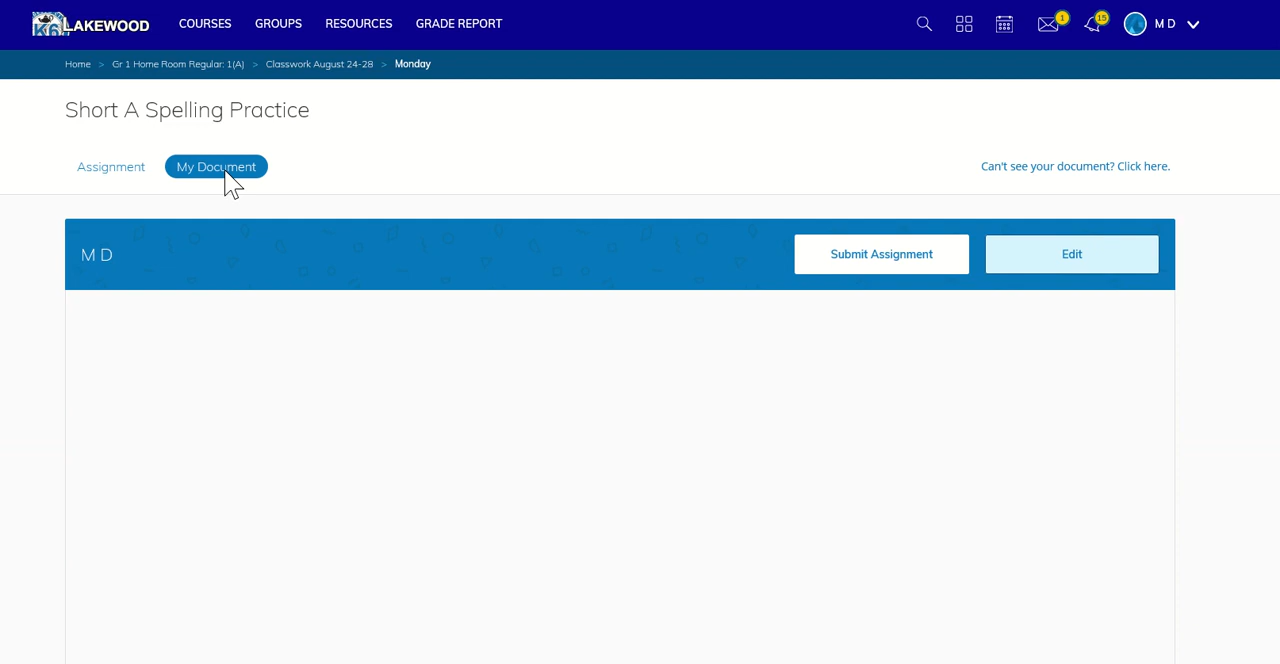 K6 LAKEWOOD COURSES GROUPS RESOURCES GRADE REPORT 1 15 M D
Home > Gr 1 Home Room Regular: 1(A) > Classwork August 24-28 > Monday
Short A Spelling Practice
Assignment My Document Can't see your document? Click here.
M D Submit Assignment Edit